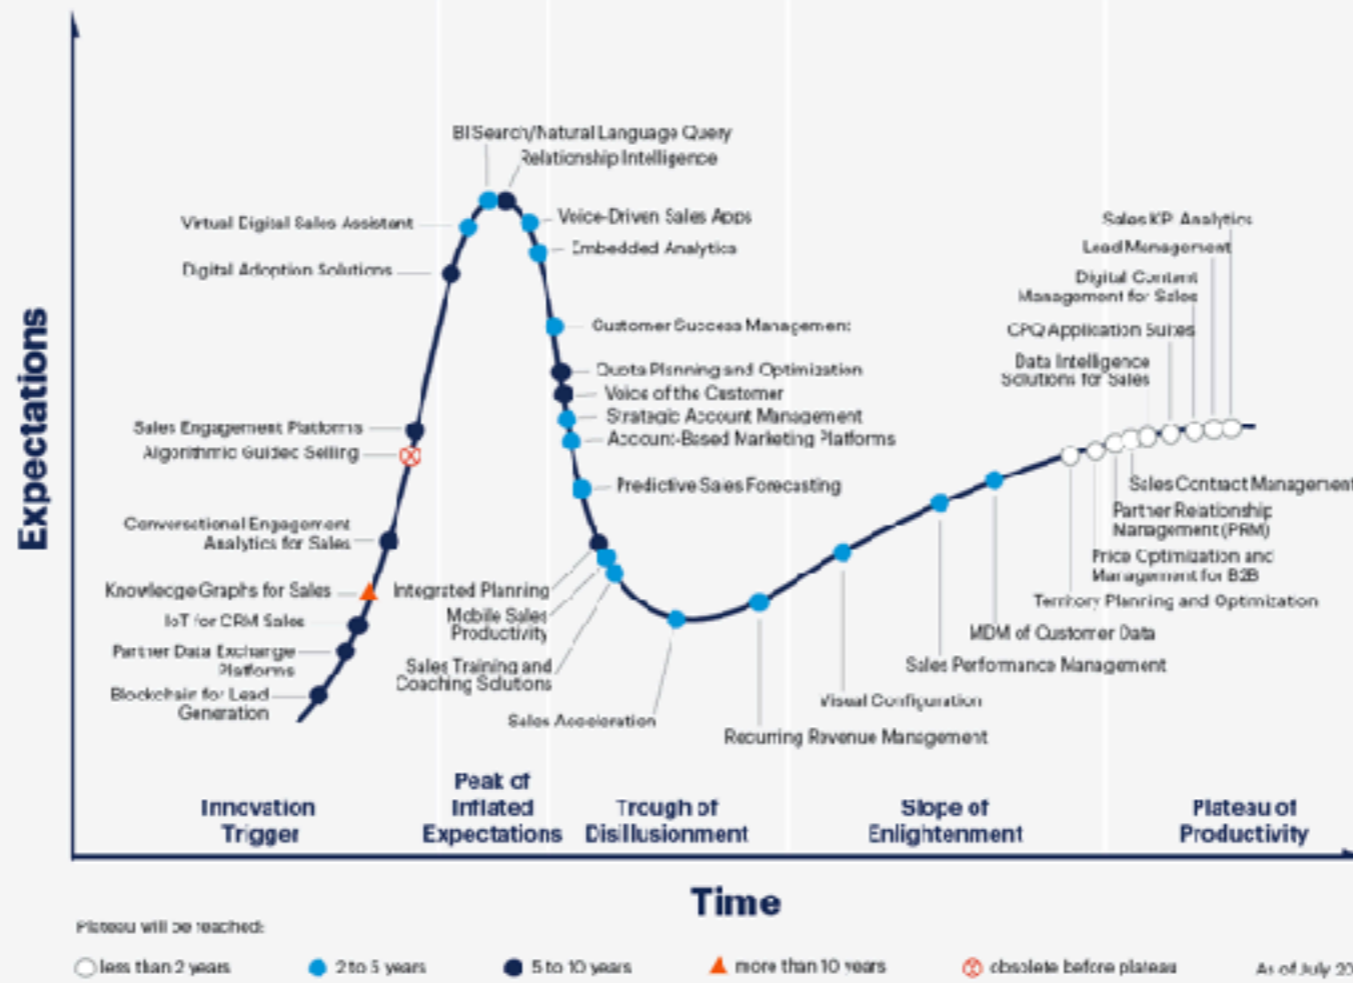 Expectations
BI Search/Natural Language Query
Relationship Intelligence
Virtual Digital Sales Assistant
Voice-Driven Sales Apps
Embedded Analytics
Digital Adoption Solutions
Customer Success Management
Quota Planning and Optimization
Voice of the Customer
Strategic Account Management
Account-Based Marketing Platforms
Sales Engagement Platforms
Algorithmic Guided Selling
Predictive Sales Forecasting
Conversational Engagement
Analytics for Sales
Knowledge Graphs for Sales
IoT for CRM Sales
Partner Data Exchange
Platforms
Blockchain for Lead
Generation
Integrated Planning
Mobile Sales
Productivity
Sales Training and
Coaching Solutions
Sales Acceleration
Recurring Revenue Management
Visual Configuration
Sales Performance Management
MDM of Customer Data
Territory Planning and Optimization
Price Optimization and
Management for B2B
Partner Relationship
Management (PRM)
Sales Contract Management
Data Intelligence
Solutions for Sales
CPQ Application Suites
Digital Content
Management for Sales
Lead Management
Sales KPI Analytics
Innovation
Trigger
Peak of
Inflated
Expectations
Trough of
Disillusionment
Slope of
Enlightenment
Plateau of
Productivity
Time
Plateau will be reached:
less than 2 years
2 to 5 years
5 to 10 years
more than 10 years
obsolete before plateau
As of July 20